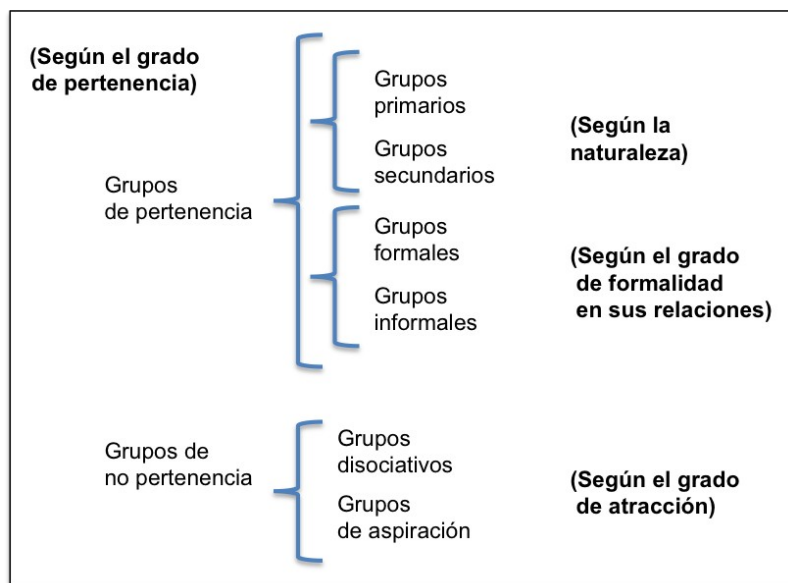 (Según el grado
de pertenencia)
Grupos
de pertenencia
Grupos
primarios
Grupos
secundarios
(Según la
naturaleza)
Grupos
formales
Grupos
informales
(Según el grado
de formalidad
en sus relaciones)
Grupos de
no pertenencia
Grupos
disociativos
Grupos
de aspiración
(Según el grado
de atracción)